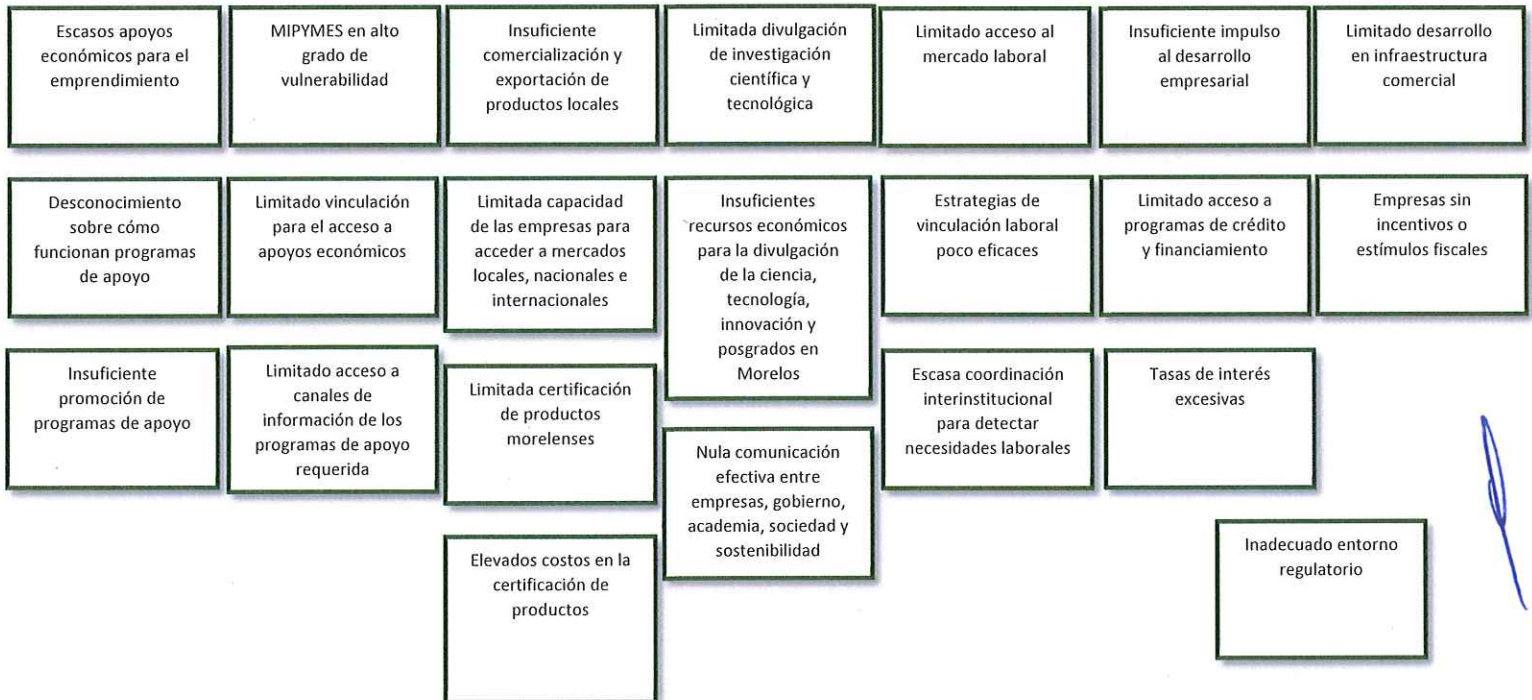 Escasos apoyos
económicos para el
emprendimiento
MIPYMES en alto
grado de
vulnerabilidad
Insuficiente
comercialización y
exportación de
productos locales
Limitada divulgación
de investigación
científica y
tecnológica
Limitado acceso al
mercado laboral
Insuficiente impulso
al desarrollo
empresarial
Limitado desarrollo
en infraestructura
comercial
Desconocimiento
sobre cómo
funcionan programas
de apoyo
Limitado vinculación
para el acceso a
apoyos económicos
Limitada capacidad
de las empresas para
acceder a mercados
locales, nacionales e
internacionales
Insuficientes
recursos económicos
para la divulgación
de la ciencia,
tecnología,
innovación y
posgrados en
Morelos
Estrategias de
vinculación laboral
poco eficaces
Limitado acceso a
programas de crédito
y financiamiento
Empresas sin
incentivos o
estímulos fiscales
Insuficiente
promoción de
programas de apoyo
Limitado acceso a
canales de
información de los
programas de apoyo
requerida
Limitada certificación
de productos
morelenses
Nula comunicación
efectiva entre
empresas, gobierno,
academia, sociedad y
sostenibilidad
Escasa coordinación
interinstitucional
para detectar
necesidades laborales
Tasas de interés
excesivas
Elevados costos en la
certificación de
productos
Inadecuado entorno
regulatorio